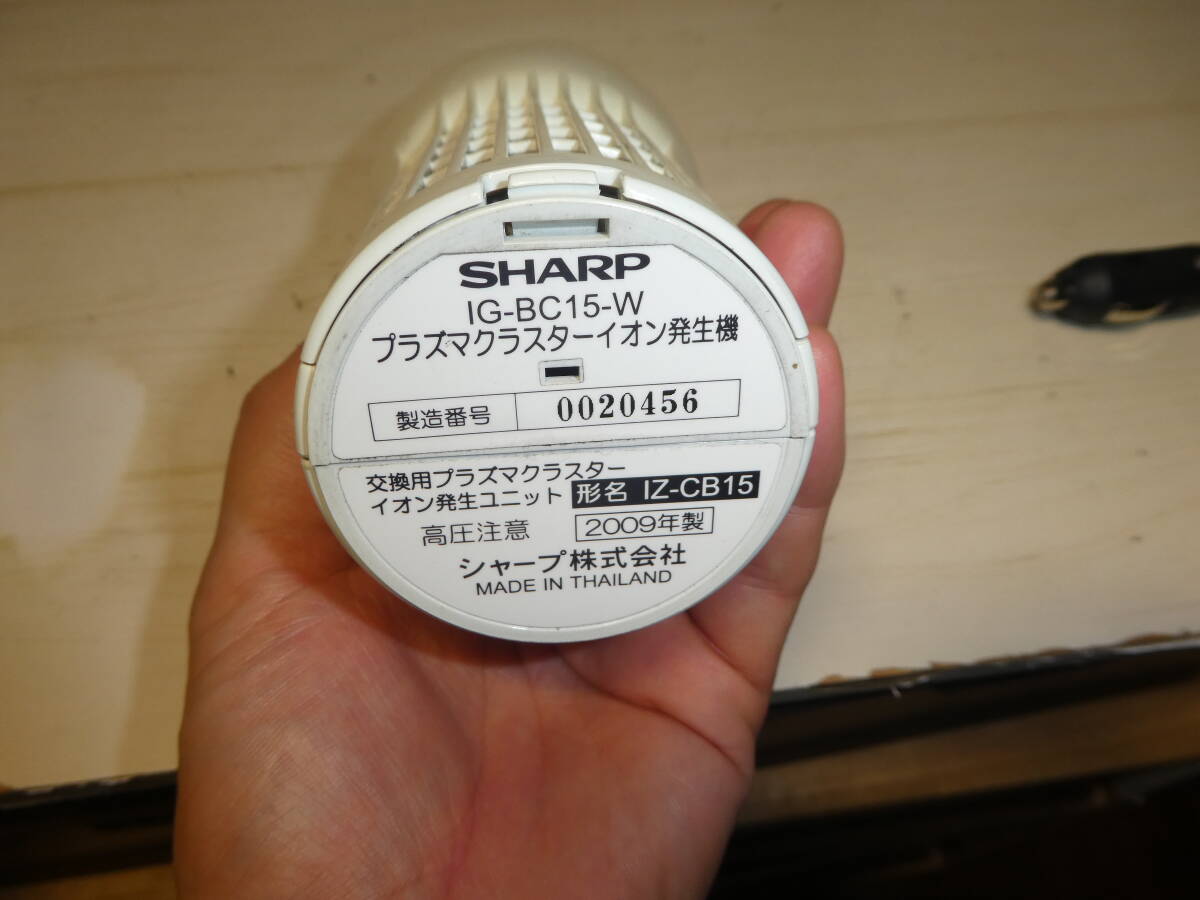 SHARP
IG-BC15-W
プラズマクラスターイオン発生機
製造番号 0020456
交換用プラズマクラスター
イオン発生ユニット 形名 IZ-CB15
高圧注意 2009年製
シャープ株式会社
MADE IN THAILAND